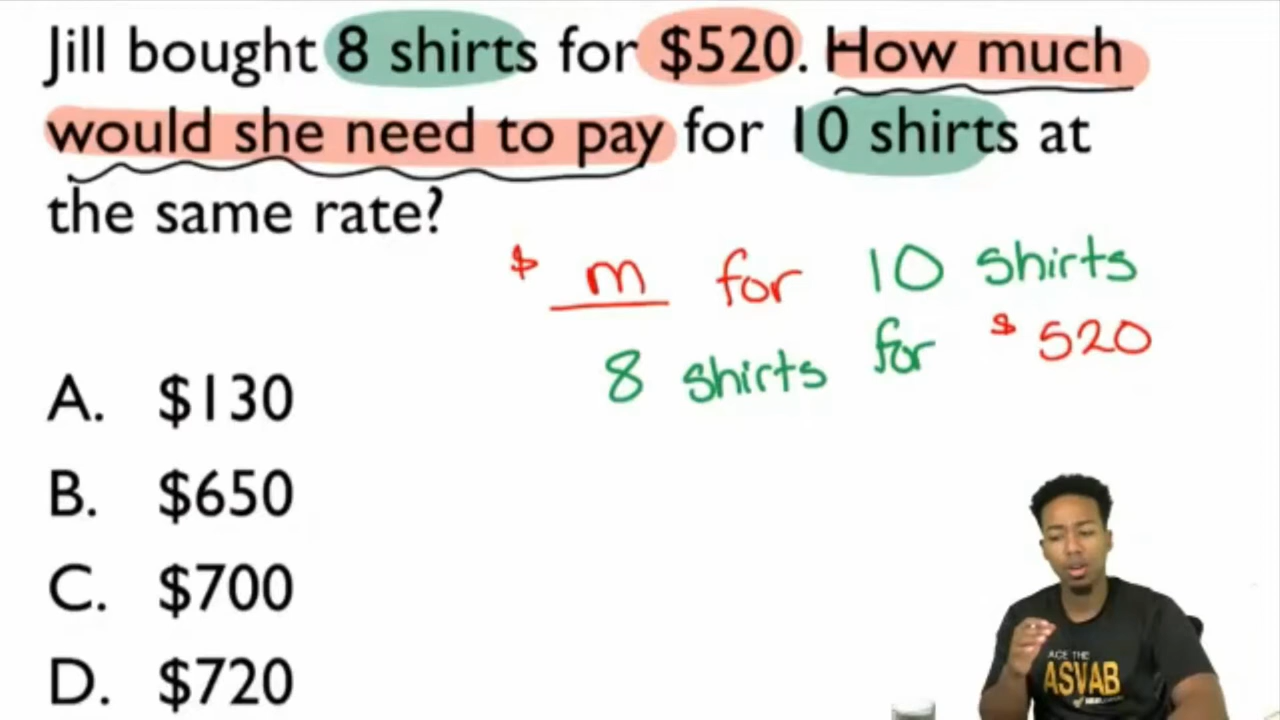 Jill bought 8 shirts for $520. How much
would she need to pay for 10 shirts at
the same rate?
$ m for 10 shirts
8 shirts for $520
A. $130
B. $650
C. $700
D. $720
ACE THE
ASVAB